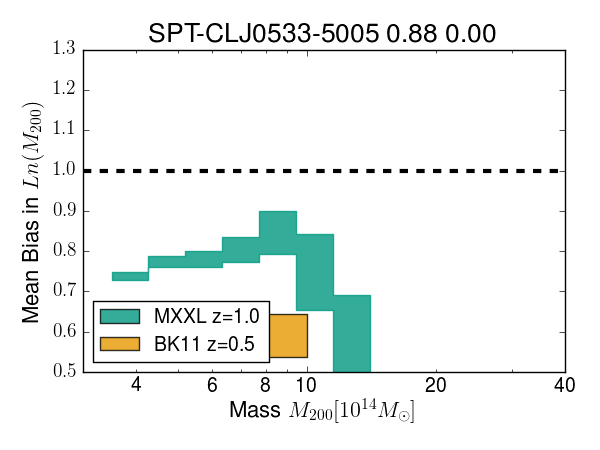 SPT-CLJ0533-5005 0.88 0.00
1.3
1.2
1.1
1.0
0.9
0.8
0.7
0.6
0.5
Mean Bias in Ln(M200)
MXXL z=1.0
BK11 z=0.5
4 6 8 10 20 40
Mass M200[10^14 M⊙]